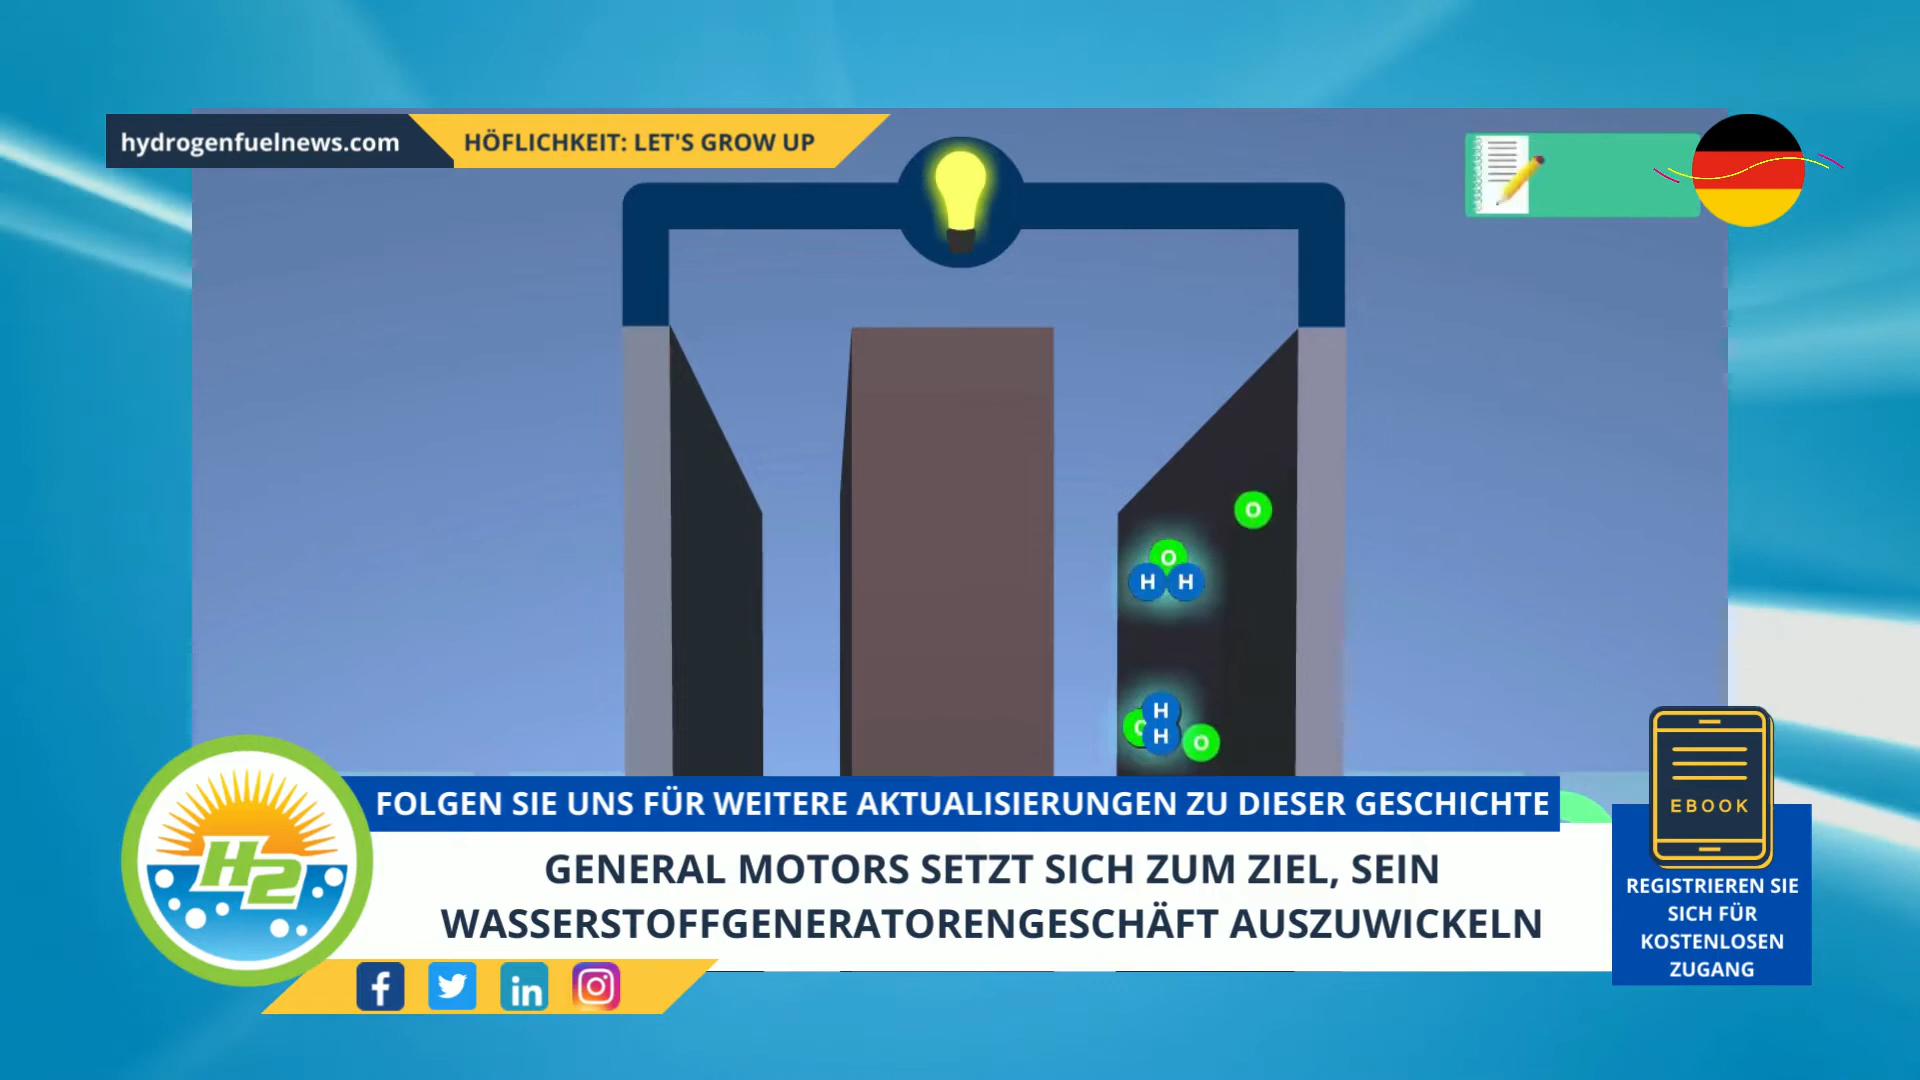 hydrogenfuelnews.com
HÖFLICHKEIT: LET'S GROW UP
O
O
H H
H
O
H
O
FOLGEN SIE UNS FÜR WEITERE AKTUALISIERUNGEN ZU DIESER GESCHICHTE
GENERAL MOTORS SETZT SICH ZUM ZIEL, SEIN
WASSERSTOFFGENERATORENGESCHÄFT AUSZUWICKELN
H2
EBOOK
REGISTRIEREN SIE
SICH FÜR
KOSTENLOSEN
ZUGANG
f
in